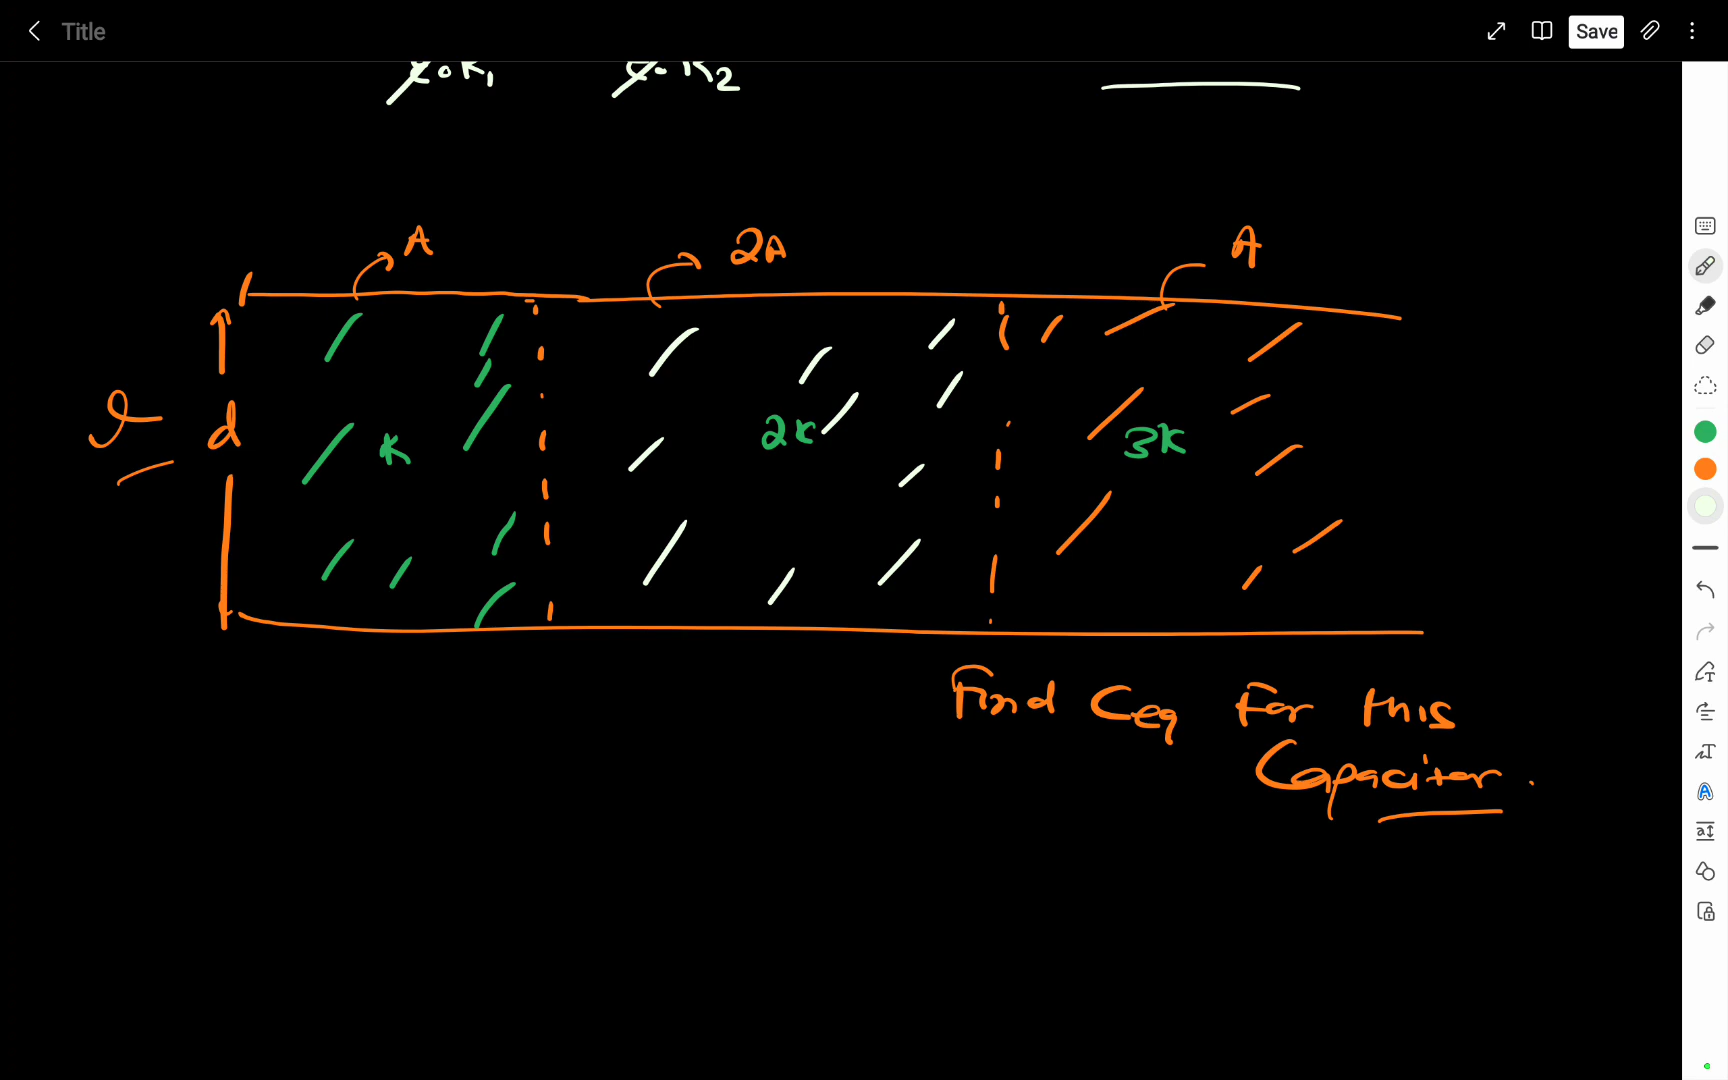 Title
Save
ε₀K₁ ε₀K₂
A 2A A
Q d K 2K 3K
Find Ceq For this
Capacitor.